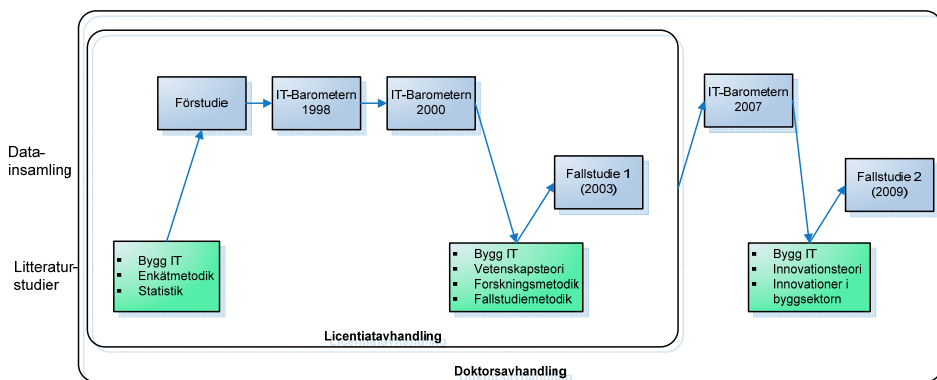 Förstudie
IT-Barometern
1998
IT-Barometern
2000
IT-Barometern
2007
Data-
insamling
Fallstudie 1
(2003)
Fallstudie 2
(2009)
Litteratur-
studier
▪ Bygg IT
▪ Enkätmetodik
▪ Statistik
▪ Bygg IT
▪ Vetenskapsteori
▪ Forskningsmetodik
▪ Fallstudiemetodik
▪ Bygg IT
▪ Innovationsteori
▪ Innovationer i
byggsektorn
Licentiatavhandling
Doktorsavhandling